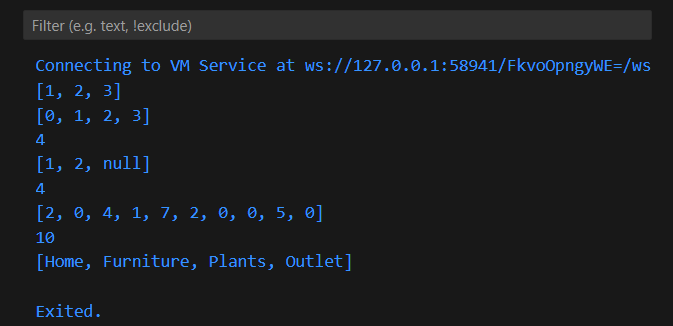 Filter (e.g. text, !exclude)
Connecting to VM Service at ws://127.0.0.1:58941/FkvoOpngyWE=/ws
[1, 2, 3]
[0, 1, 2, 3]
4
[1, 2, null]
4
[2, 0, 4, 1, 7, 2, 0, 0, 5, 0]
10
[Home, Furniture, Plants, Outlet]
Exited.